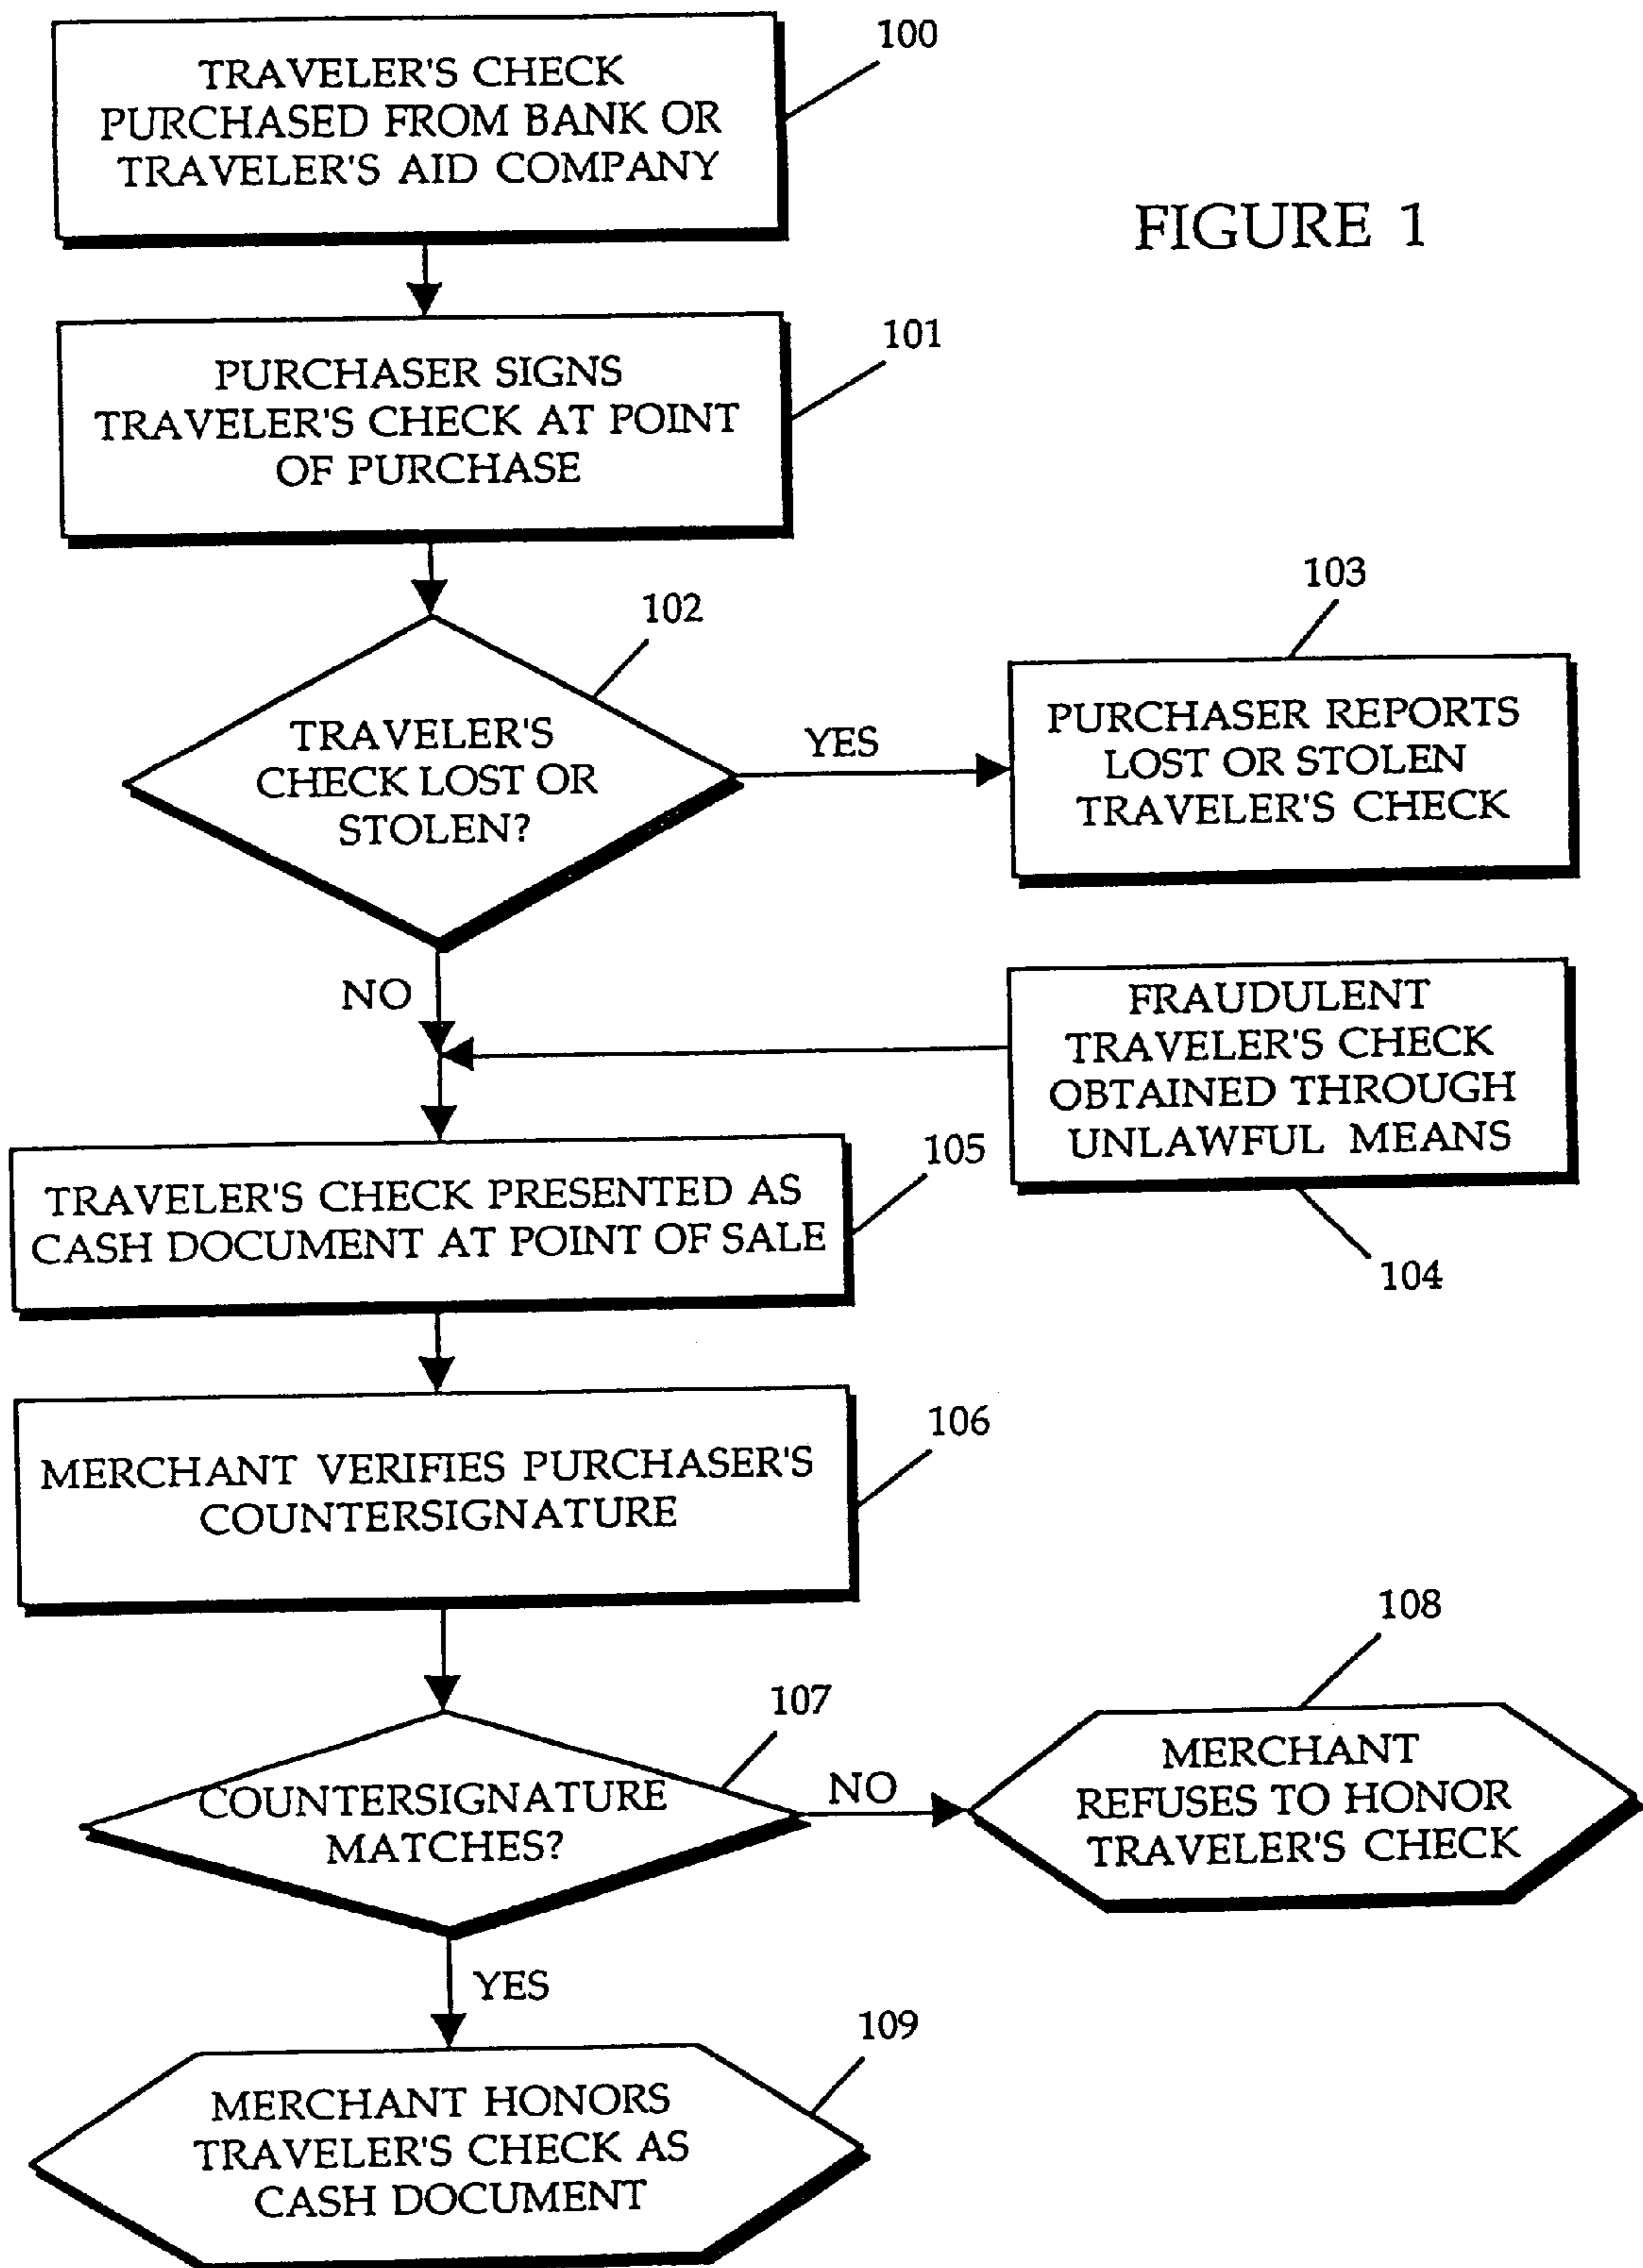 100
TRAVELER'S CHECK
PURCHASED FROM BANK OR
TRAVELER'S AID COMPANY
FIGURE 1
101
PURCHASER SIGNS
TRAVELER'S CHECK AT POINT
OF PURCHASE
102
TRAVELER'S
CHECK LOST OR
STOLEN?
YES
103
PURCHASER REPORTS
LOST OR STOLEN
TRAVELER'S CHECK
NO
FRAUDULENT
TRAVELER'S CHECK
OBTAINED THROUGH
UNLAWFUL MEANS
104
105
TRAVELER'S CHECK PRESENTED AS
CASH DOCUMENT AT POINT OF SALE
106
MERCHANT VERIFIES PURCHASER'S
COUNTERSIGNATURE
107
COUNTERSIGNATURE
MATCHES?
NO
108
MERCHANT
REFUSES TO HONOR
TRAVELER'S CHECK
YES
109
MERCHANT HONORS
TRAVELER'S CHECK AS
CASH DOCUMENT